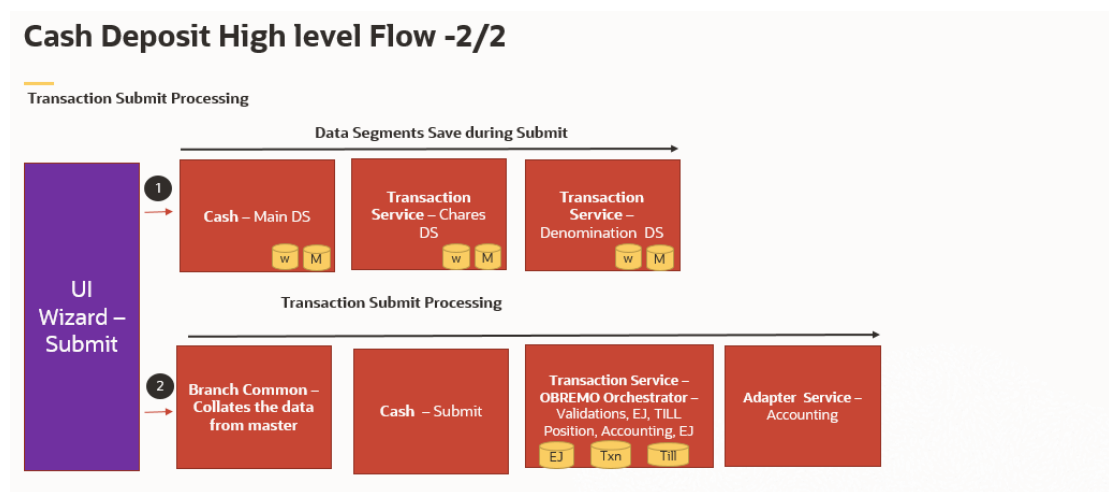 Cash Deposit High level Flow -2/2
Transaction Submit Processing
Data Segments Save during Submit
UI
Wizard –
Submit
1
Cash – Main DS
w
M
Transaction
Service – Chares
DS
w
M
Transaction
Service –
Denomination DS
w
M
Transaction Submit Processing
2
Branch Common –
Collates the data
from master
Cash – Submit
Transaction Service –
OBREMO Orchestrator –
Validations, EJ, TILL
Position, Accounting, EJ
EJ
Txn
Till
Adapter Service –
Accounting